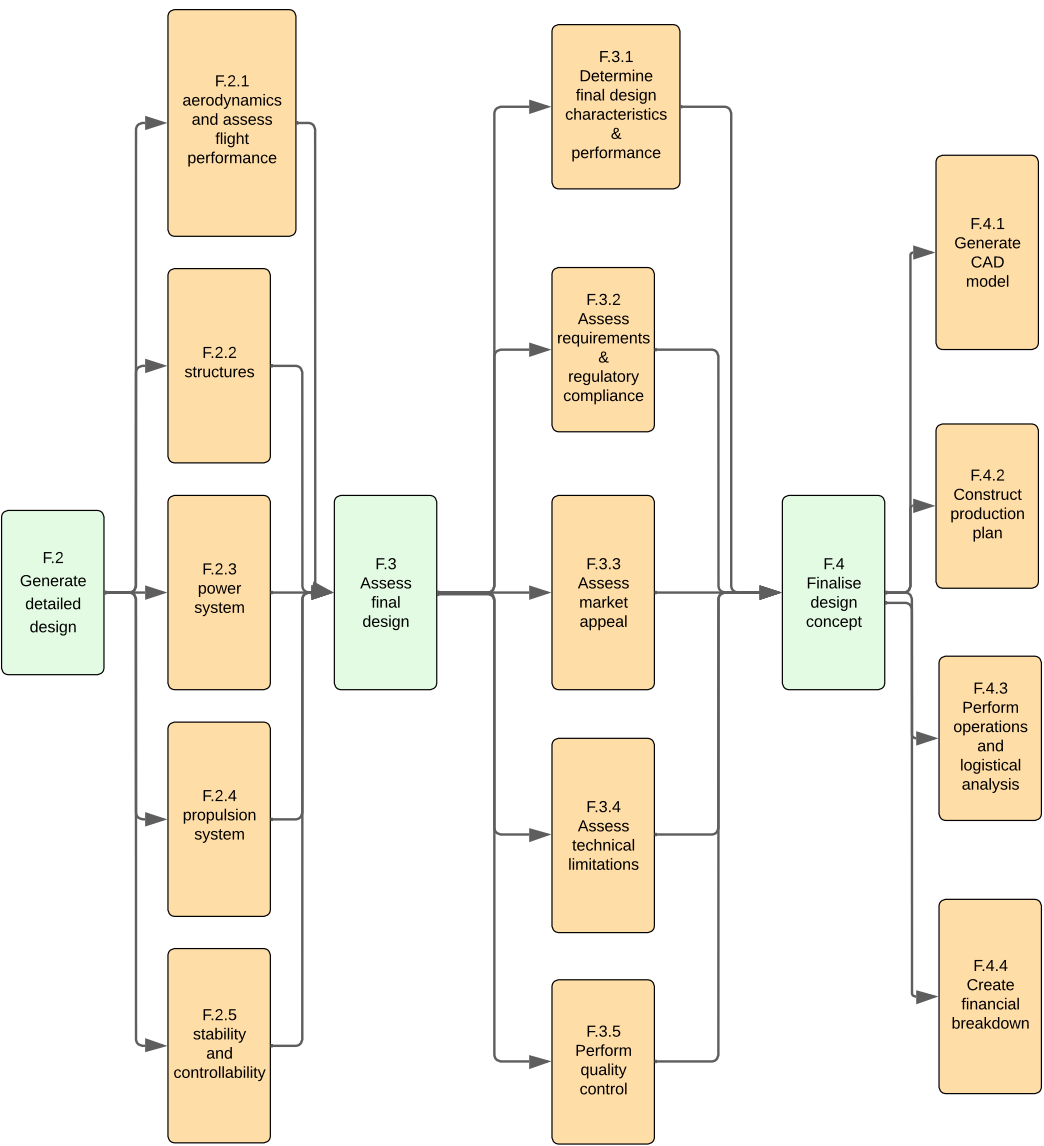 F.2
Generate
detailed
design
F.2.1
aerodynamics
and assess
flight
performance
F.2.2
structures
F.2.3
power
system
F.2.4
propulsion
system
F.2.5
stability
and
controllability
F.3
Assess
final
design
F.3.1
Determine
final design
characteristics
&
performance
F.3.2
Assess
requirements
&
regulatory
compliance
F.3.3
Assess
market
appeal
F.3.4
Assess
technical
limitations
F.3.5
Perform
quality
control
F.4
Finalise
design
concept
F.4.1
Generate
CAD
model
F.4.2
Construct
production
plan
F.4.3
Perform
operations
and
logistical
analysis
F.4.4
Create
financial
breakdown